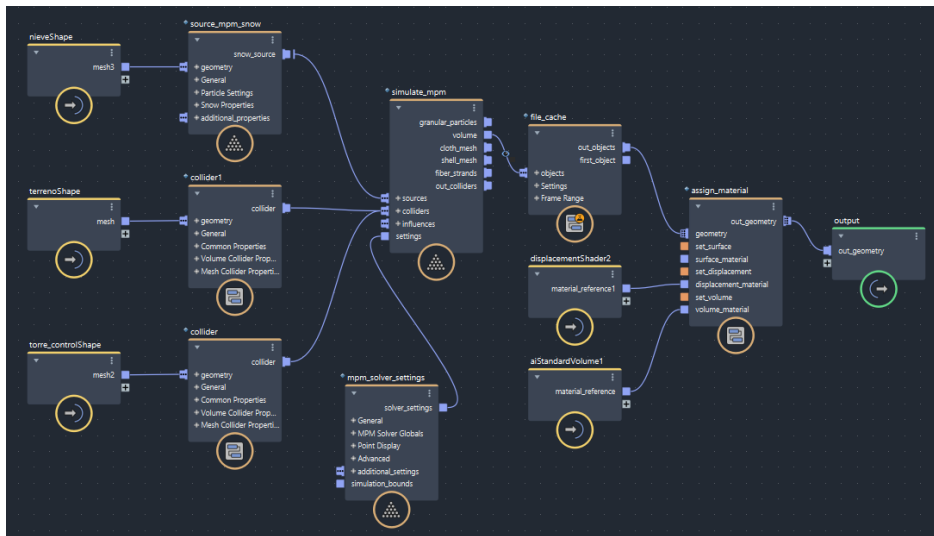 nieveShape
mesh3
source_mpm_snow
snow_source
geometry
General
Particle Settings
Snow Properties
additional_properties
terrenoShape
mesh
collider1
collider
geometry
General
Common Properties
Volume Collider Prop...
Mesh Collider Properti...
torre_controlShape
mesh2
collider
collider
geometry
General
Common Properties
Volume Collider Prop...
Mesh Collider Properti...
simulate_mpm
granular_particles
volume
cloth_mesh
shell_mesh
fiber_strands
out_colliders
sources
colliders
influences
settings
mpm_solver_settings
solver_settings
General
MPM Solver Globals
Point Display
Advanced
additional_settings
simulation_bounds
file_cache
out_objects
first_object
objects
Settings
Frame Range
displacementShader2
material_reference1
aiStandardVolume1
material_reference
assign_material
out_geometry
geometry
set_surface
surface_material
set_displacement
displacement_material
set_volume
volume_material
output
out_geometry